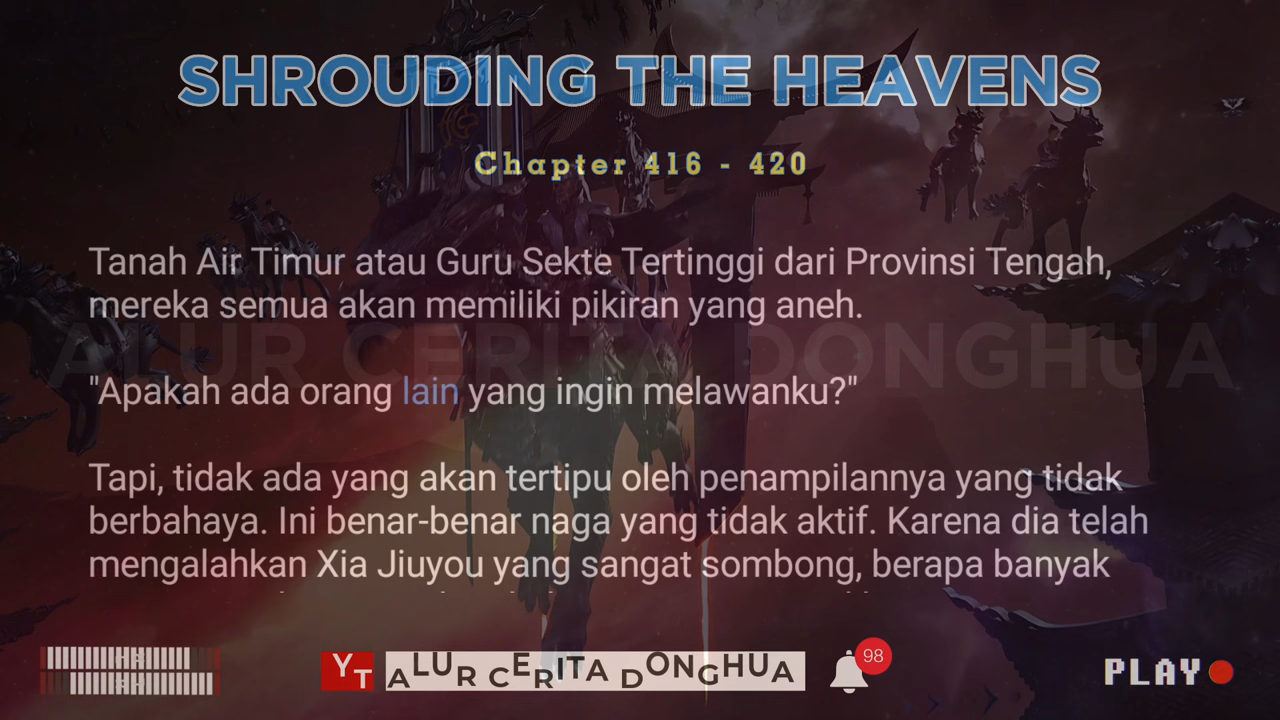 SHROUDING THE HEAVENS
Chapter 416 - 420
Tanah Air Timur atau Guru Sekte Tertinggi dari Provinsi Tengah,
mereka semua akan memiliki pikiran yang aneh.
ALUR CERITA DONGHUA
"Apakah ada orang lain yang ingin melawanku?"
Tapi, tidak ada yang akan tertipu oleh penampilannya yang tidak
berbahaya. Ini benar-benar naga yang tidak aktif. Karena dia telah
mengalahkan Xia Jiuyou yang sangat sombong, berapa banyak
YT ALUR CERITA DONGHUA
98
PLAY